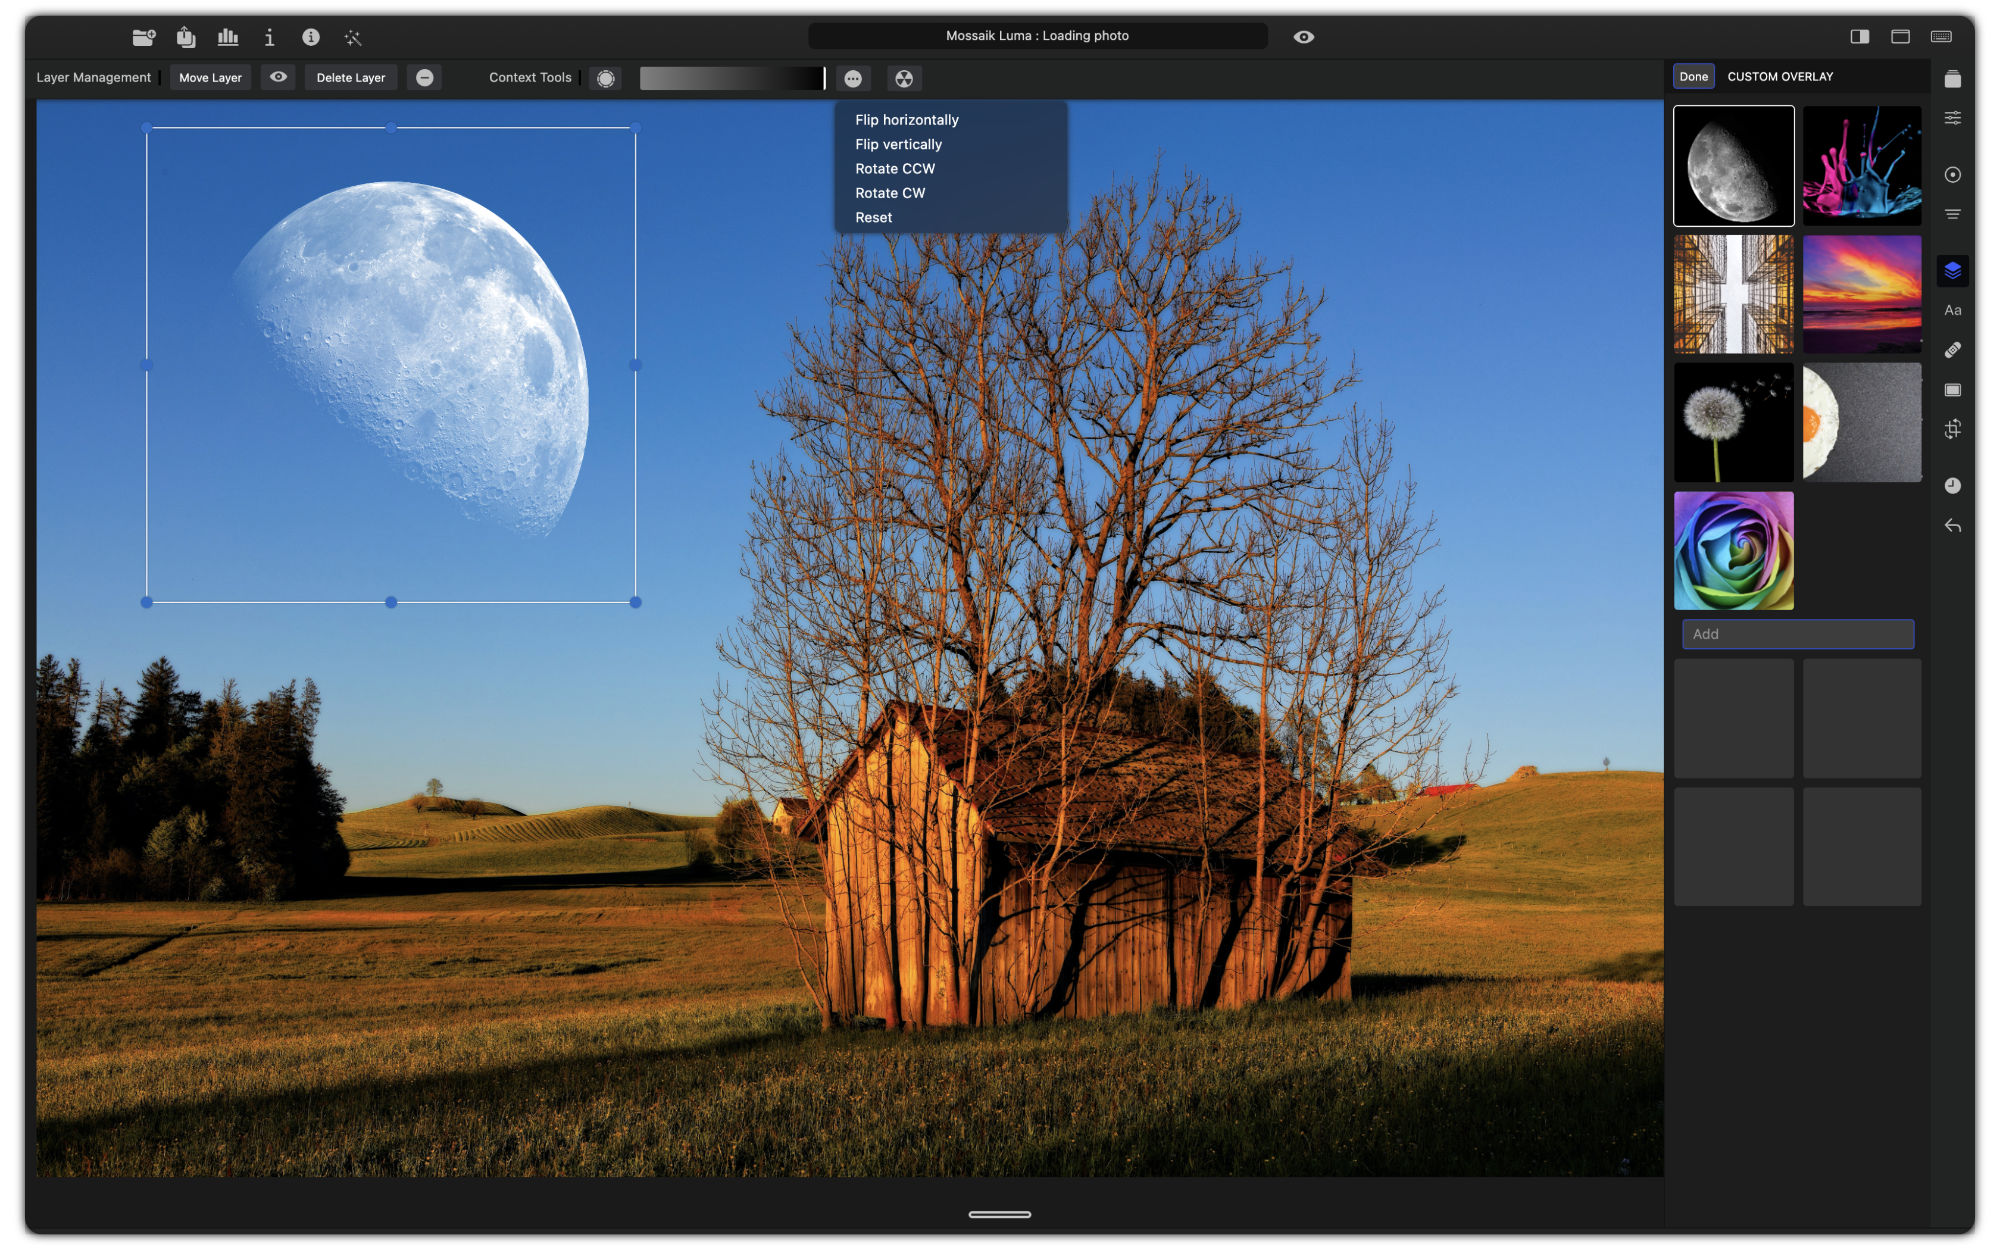 Mossaik Luma : Loading photo
Layer Management
Move Layer
Delete Layer
Context Tools
Done
CUSTOM OVERLAY
Flip horizontally
Flip vertically
Rotate CCW
Rotate CW
Reset
Aa
Add